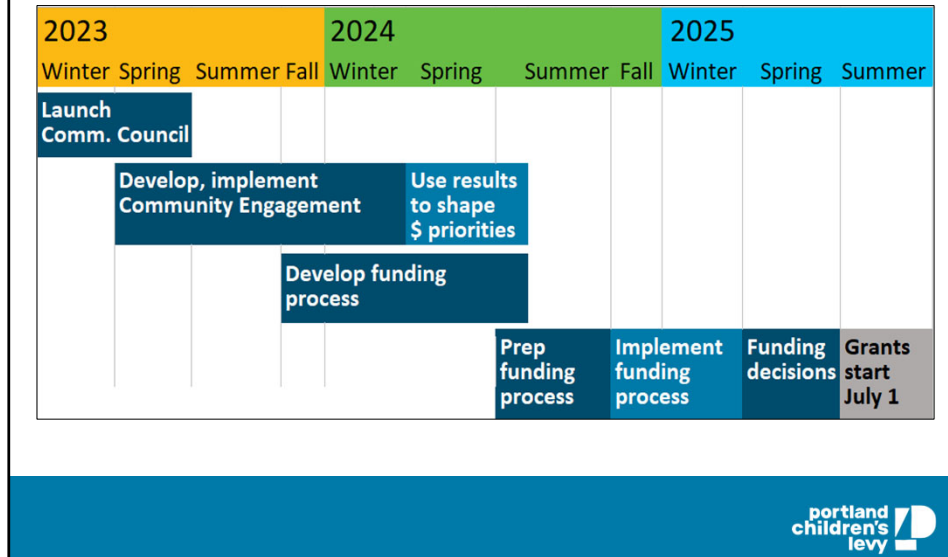 2023 2024 2025
Winter Spring Summer Fall Winter Spring Summer Fall Winter Spring Summer
Launch
Comm. Council
Develop, implement
Community Engagement
Use results
to shape
$ priorities
Develop funding
process
Prep
funding
process
Implement
funding
process
Funding
decisions
Grants
start
July 1
portland
children's
levy